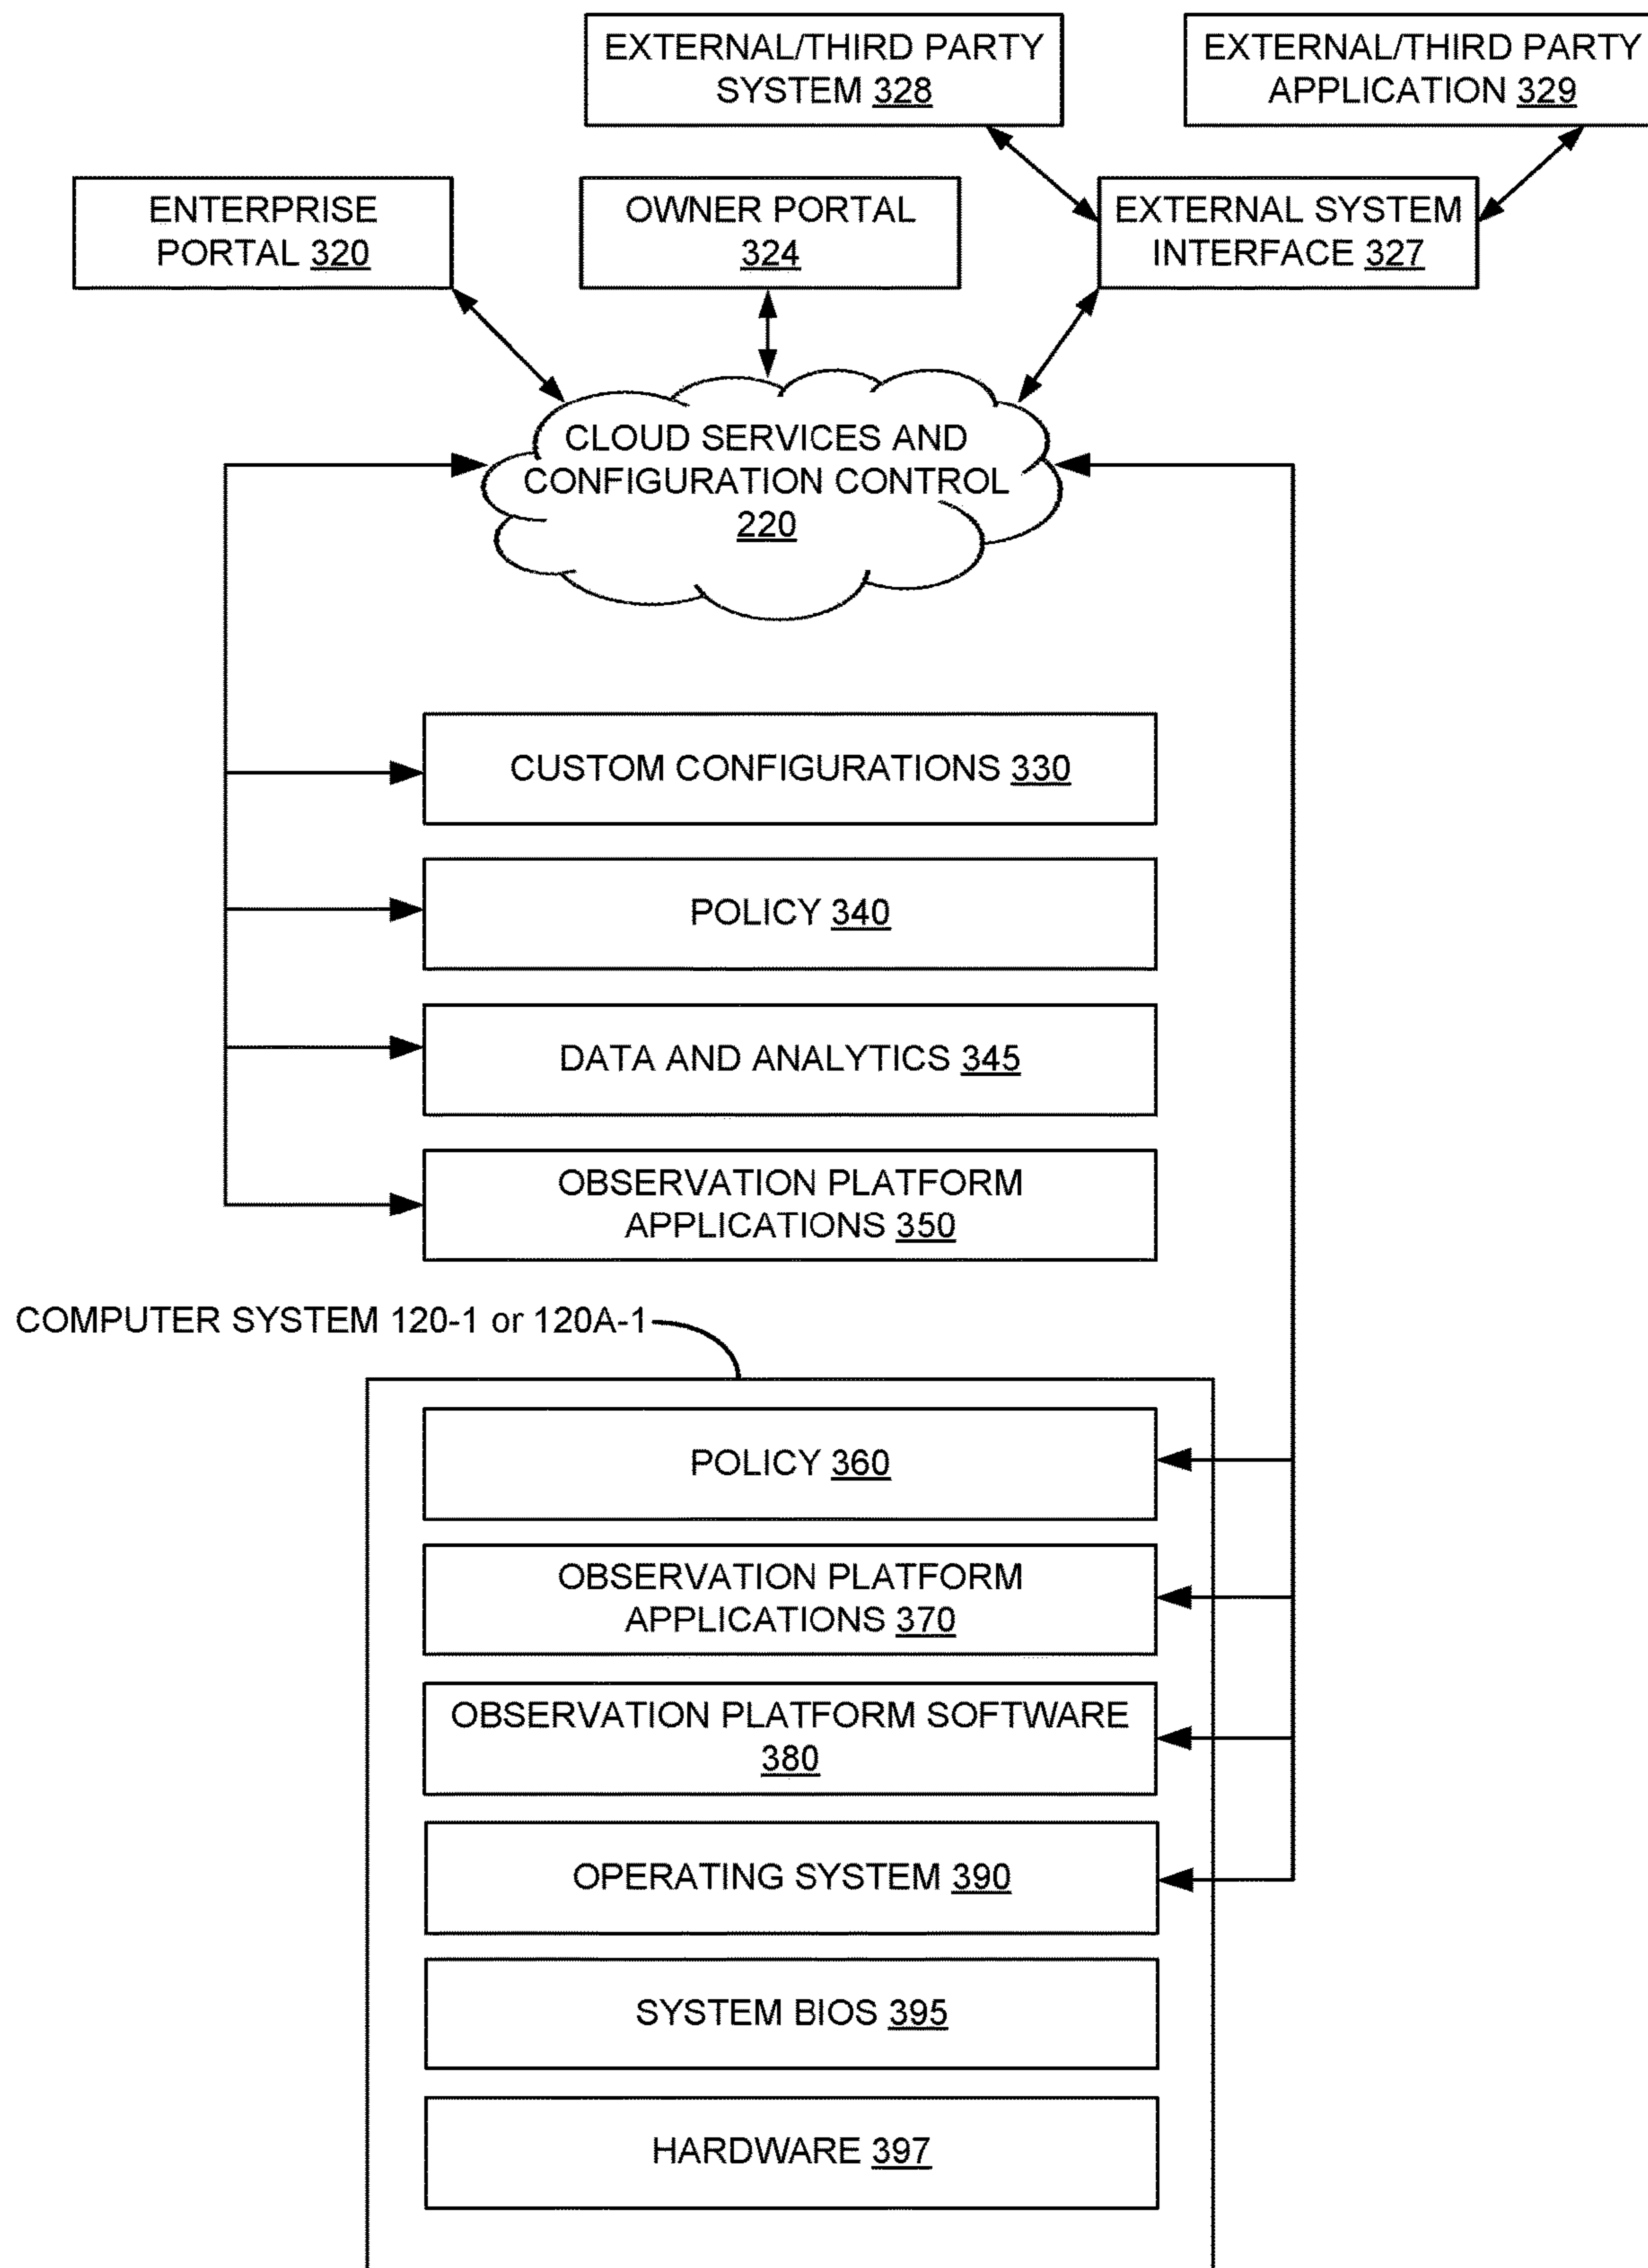 EXTERNAL/THIRD PARTY
SYSTEM 328
EXTERNAL/THIRD PARTY
APPLICATION 329
ENTERPRISE
PORTAL 320
OWNER PORTAL
324
EXTERNAL SYSTEM
INTERFACE 327
CLOUD SERVICES AND
CONFIGURATION CONTROL
220
CUSTOM CONFIGURATIONS 330
POLICY 340
DATA AND ANALYTICS 345
OBSERVATION PLATFORM
APPLICATIONS 350
COMPUTER SYSTEM 120-1 or 120A-1
POLICY 360
OBSERVATION PLATFORM
APPLICATIONS 370
OBSERVATION PLATFORM SOFTWARE
380
OPERATING SYSTEM 390
SYSTEM BIOS 395
HARDWARE 397